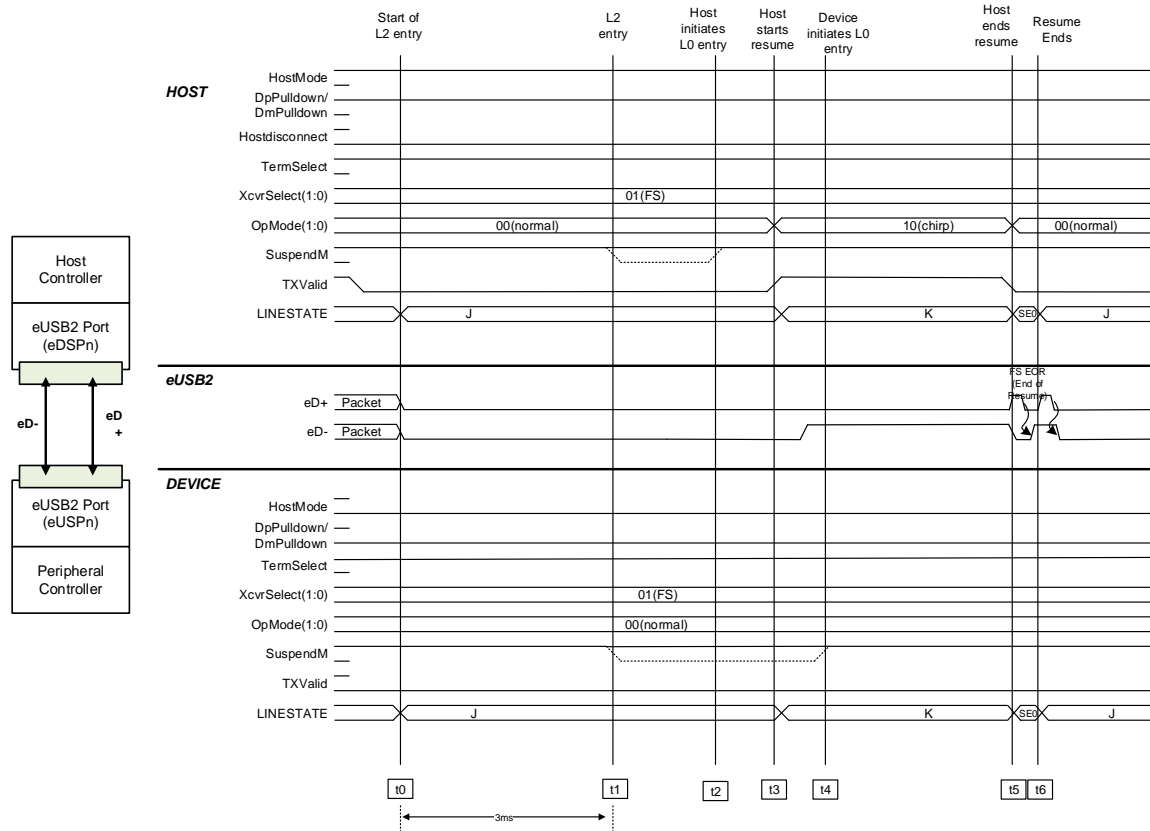 Start of
L2 entry
L2
entry
Host
initiates
L0 entry
Host
starts
resume
Device
initiates L0
entry
Host
ends
resume
Resume
Ends
HOST
HostMode
DpPulldown/
DmPulldown
Hostdisconnect
TermSelect
XcvrSelect(1:0)
01(FS)
OpMode(1:0)
00(normal)
10(chirp)
00(normal)
SuspendM
TXValid
LINESTATE
J
K
SE0
J
Host
Controller
eUSB2 Port
(eDSPn)
eD-
eD
+
eUSB2 Port
(eUSPn)
Peripheral
Controller
eUSB2
FS EOR
(End of
Resume)
eD+
Packet
eD-
Packet
DEVICE
HostMode
DpPulldown/
DmPulldown
TermSelect
XcvrSelect(1:0)
01(FS)
OpMode(1:0)
00(normal)
SuspendM
TXValid
LINESTATE
J
K
SE0
J
t0
t1
t2
t3
t4
t5
t6
3ms